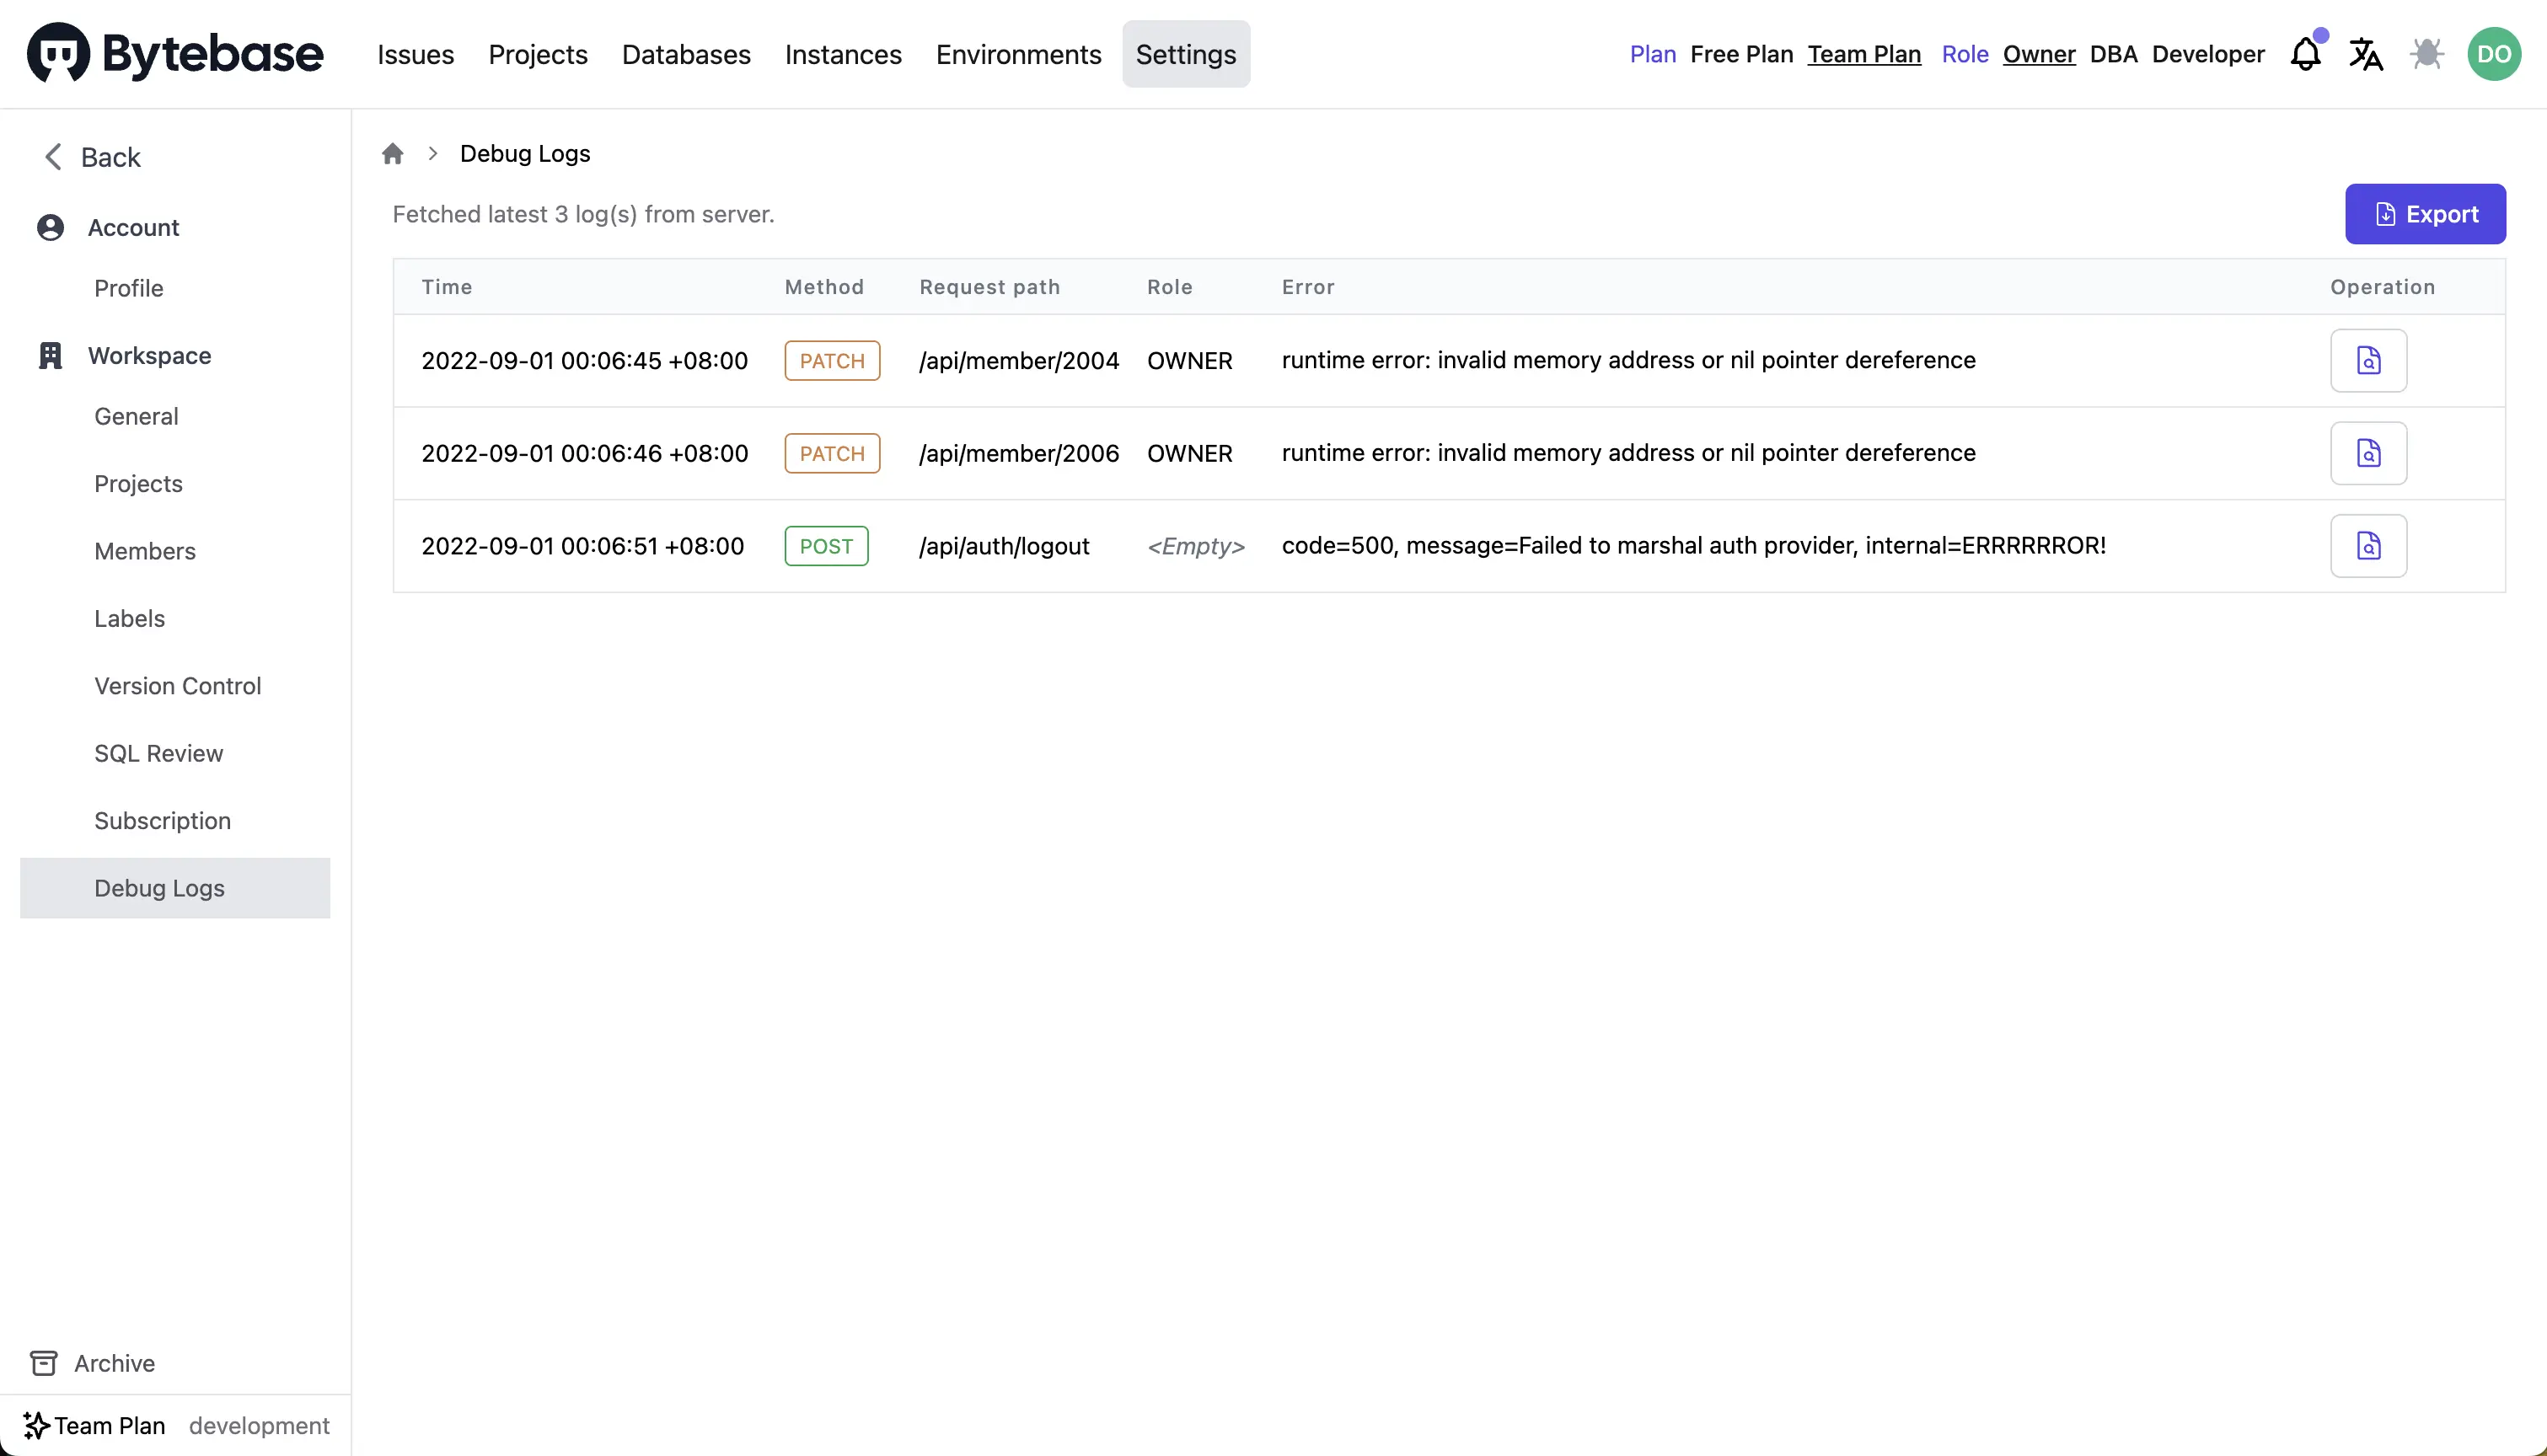 Bytebase Issues Projects Databases Instances Environments Settings Plan Free Plan Team Plan Role Owner DBA Developer DO
Back
Account
Profile
Workspace
General
Projects
Members
Labels
Version Control
SQL Review
Subscription
Debug Logs
Archive
Team Plan development
Debug Logs
Fetched latest 3 log(s) from server. Export
Time Method Request path Role Error Operation
2022-09-01 00:06:45 +08:00 PATCH /api/member/2004 OWNER runtime error: invalid memory address or nil pointer dereference
2022-09-01 00:06:46 +08:00 PATCH /api/member/2006 OWNER runtime error: invalid memory address or nil pointer dereference
2022-09-01 00:06:51 +08:00 POST /api/auth/logout <Empty> code=500, message=Failed to marshal auth provider, internal=ERRRRRROR!